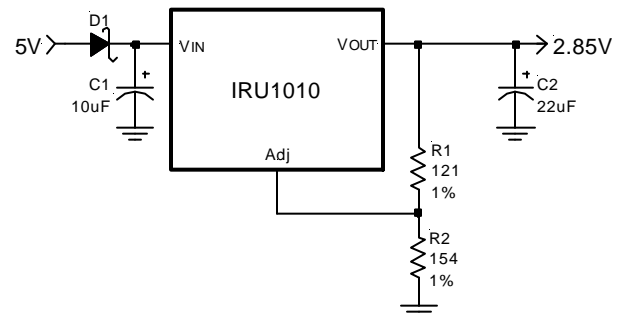 D1
5V
VIN
VOUT
2.85V
C1
10uF
IRU1010
C2
22uF
Adj
R1
121
1%
R2
154
1%